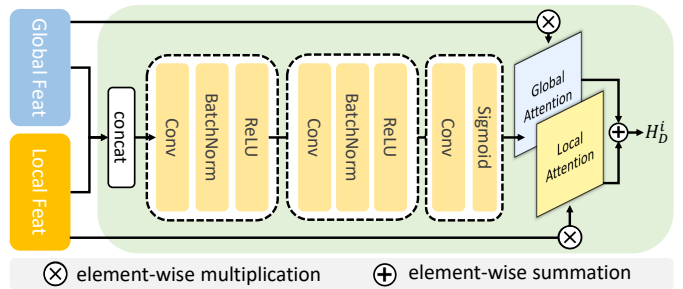 Global Feat
Local Feat
concat
Conv
BatchNorm
ReLU
Conv
BatchNorm
ReLU
Conv
Sigmoid
Global
Attention
Local
Attention
$H_D^i$
element-wise multiplication
element-wise summation